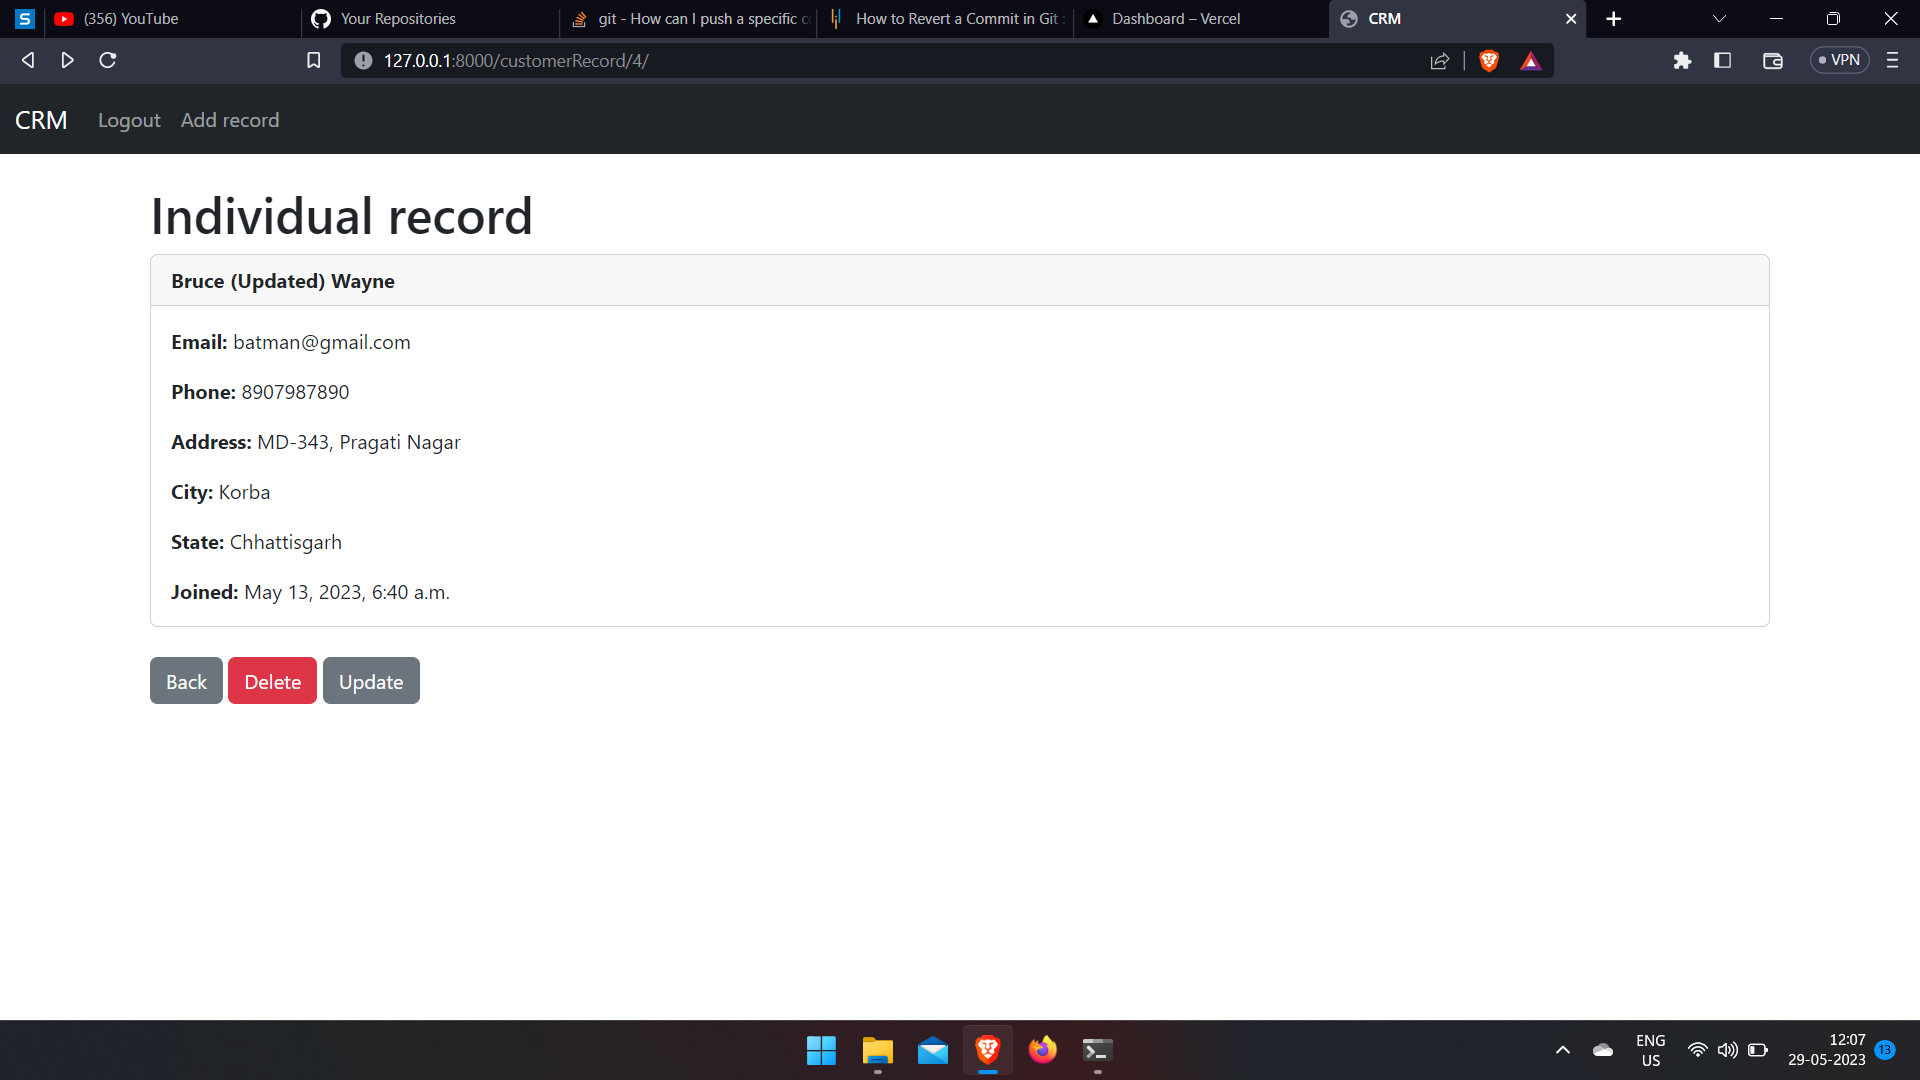 S
(356) YouTube
Your Repositories
git - How can I push a specific c
How to Revert a Commit in Git
Dashboard – Vercel
CRM
127.0.0.1:8000/customerRecord/4/
VPN
CRM Logout Add record
Individual record
Bruce (Updated) Wayne
Email: batman@gmail.com
Phone: 8907987890
Address: MD-343, Pragati Nagar
City: Korba
State: Chhattisgarh
Joined: May 13, 2023, 6:40 a.m.
Back Delete Update
ENG
US
12:07
29-05-2023
13